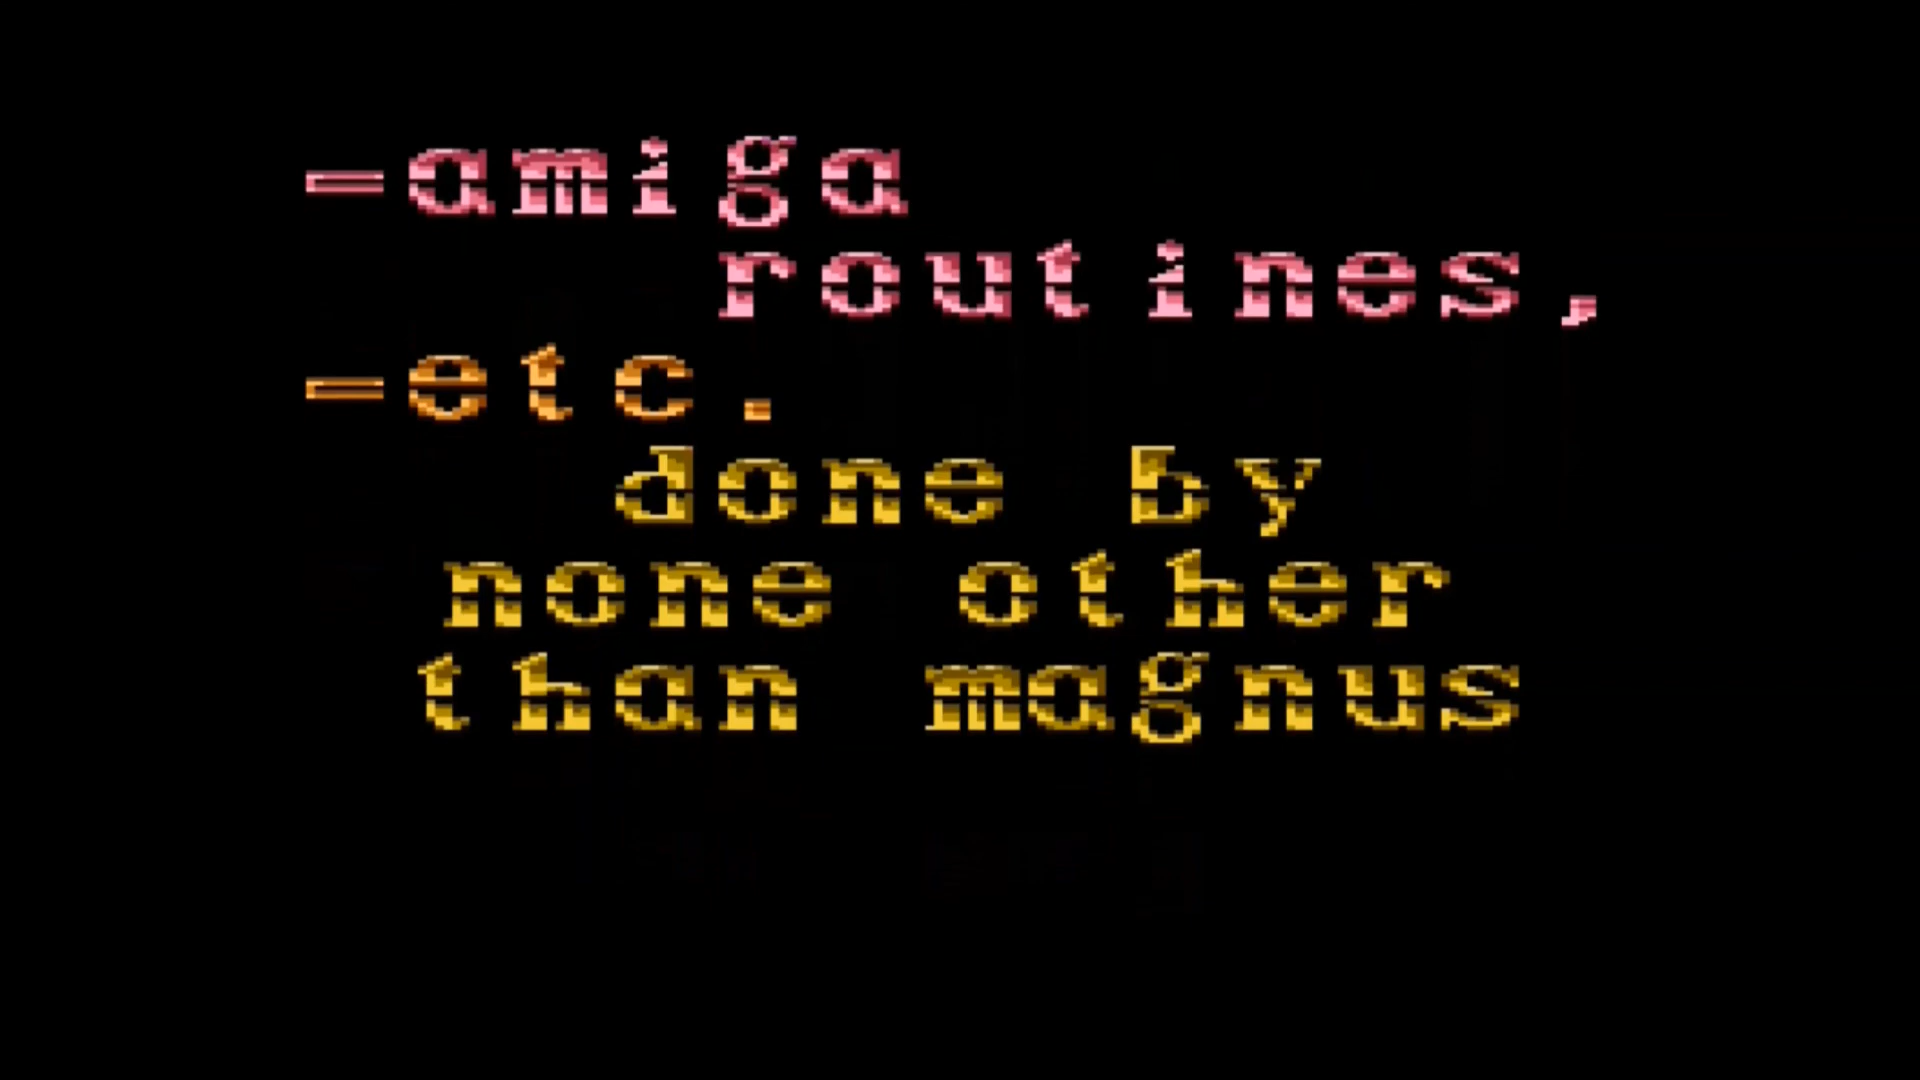 -amiga
routines,
-etc.
done by
none other
than magnus